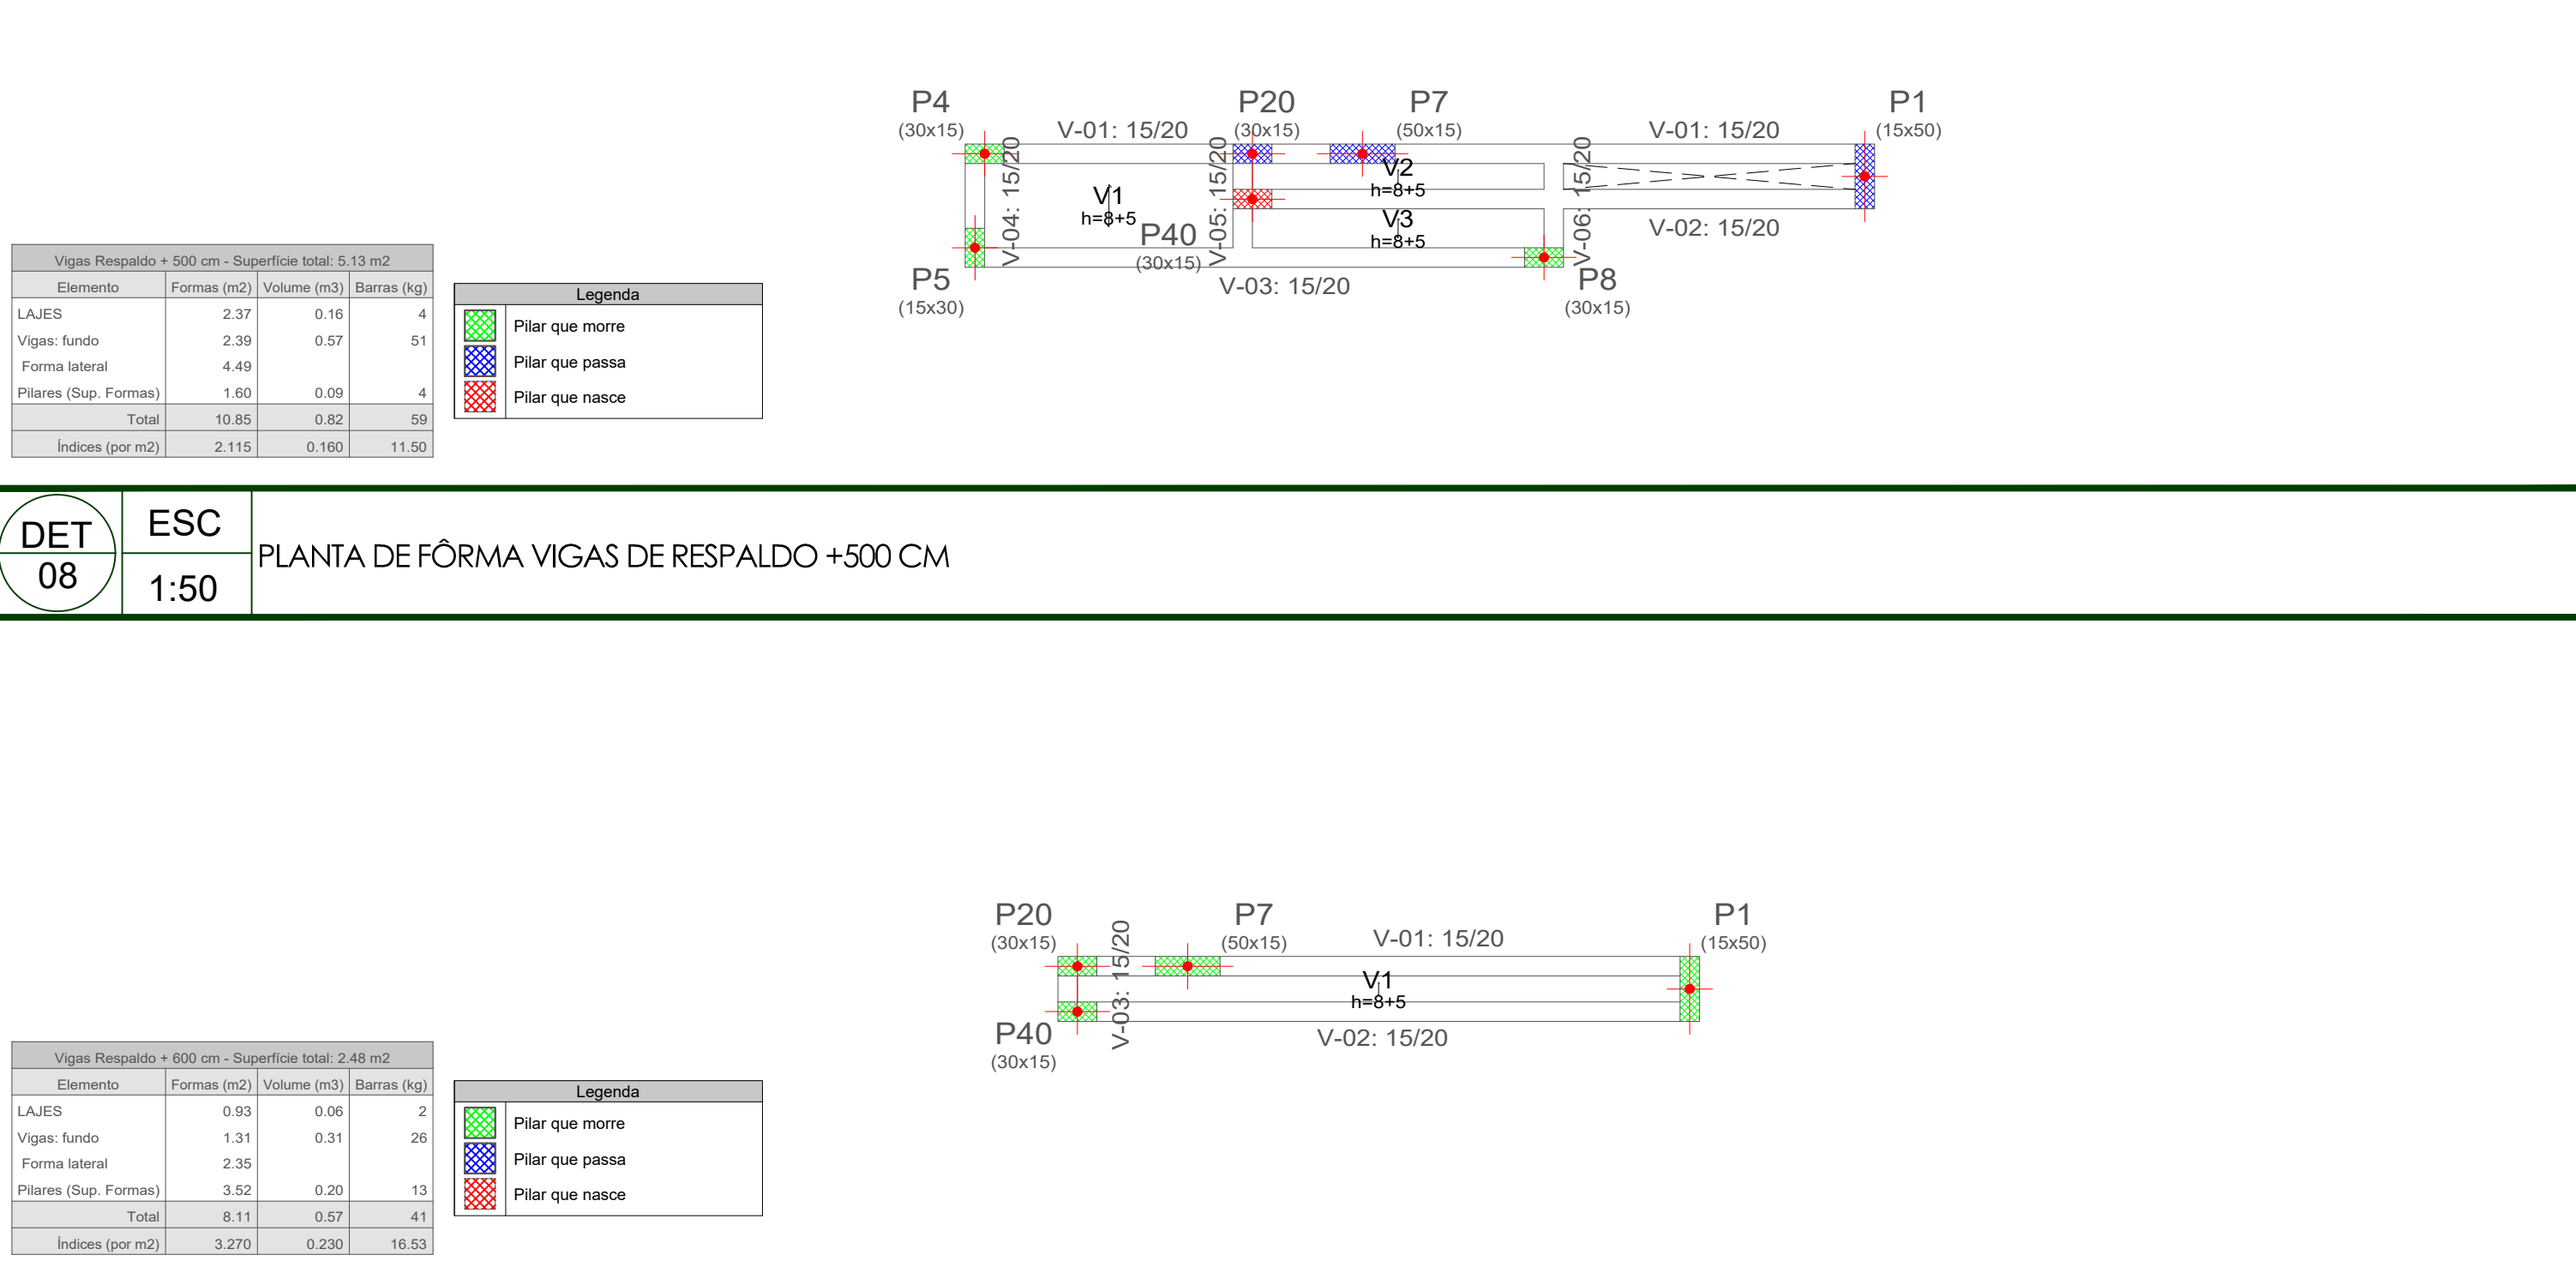 P4
(30x15)
V-01: 15/20
P20
(30x15)
P7
(50x15)
V-01: 15/20
P1
(15x50)
V-04: 15/20
V1
h=8+5
P40
(30x15)
V-05: 15/20
V2
h=8+5
V3
h=8+5
V-06: 15/20
V-02: 15/20
P5
(15x30)
V-03: 15/20
P8
(30x15)
Vigas Respaldo + 500 cm - Superfície total: 5.13 m2
Elemento Formas (m2) Volume (m3) Barras (kg)
LAJES 2.37 0.16 4
Vigas: fundo 2.39 0.57 51
Forma lateral 4.49
Pilares (Sup. Formas) 1.60 0.09 4
Total 10.85 0.82 59
Índices (por m2) 2.115 0.160 11.50
Legenda
Pilar que morre
Pilar que passa
Pilar que nasce
DET
08
ESC
1:50
PLANTA DE FÔRMA VIGAS DE RESPALDO +500 CM
P20
(30x15)
V-03: 15/20
P7
(50x15)
V-01: 15/20
P1
(15x50)
V1
h=8+5
P40
(30x15)
V-02: 15/20
Vigas Respaldo + 600 cm - Superfície total: 2.48 m2
Elemento Formas (m2) Volume (m3) Barras (kg)
LAJES 0.93 0.06 2
Vigas: fundo 1.31 0.31 26
Forma lateral 2.35
Pilares (Sup. Formas) 3.52 0.20 13
Total 8.11 0.57 41
Índices (por m2) 3.270 0.230 16.53
Legenda
Pilar que morre
Pilar que passa
Pilar que nasce